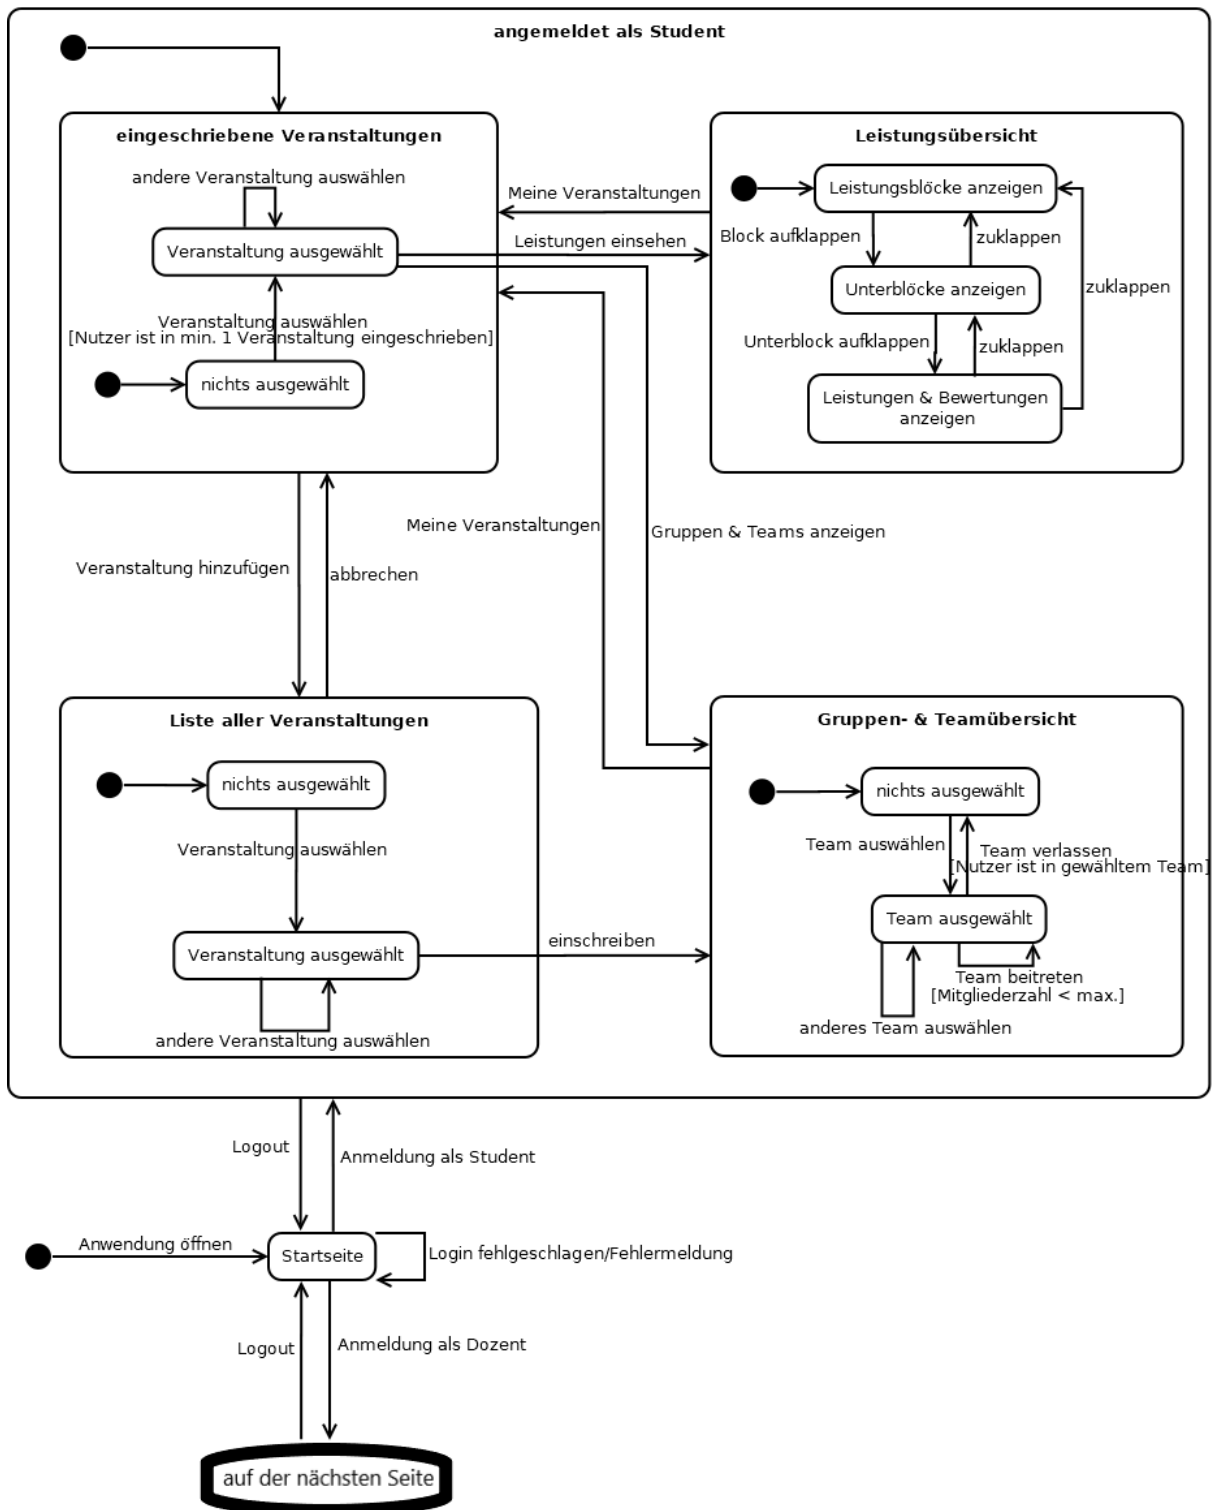 angemeldet als Student
eingeschriebene Veranstaltungen
andere Veranstaltung auswählen
Veranstaltung ausgewählt
Veranstaltung auswählen
[Nutzer ist in min. 1 Veranstaltung eingeschrieben]
nichts ausgewählt
Meine Veranstaltungen
Leistungen einsehen
Leistungsübersicht
Leistungsblöcke anzeigen
Block aufklappen
zuklappen
Unterblöcke anzeigen
zuklappen
Unterblock aufklappen
zuklappen
Leistungen & Bewertungen
anzeigen
Meine Veranstaltungen
Gruppen & Teams anzeigen
Veranstaltung hinzufügen
abbrechen
Liste aller Veranstaltungen
nichts ausgewählt
Veranstaltung auswählen
Veranstaltung ausgewählt
andere Veranstaltung auswählen
einschreiben
Gruppen- & Teamübersicht
nichts ausgewählt
Team auswählen
Team verlassen
[Nutzer ist in gewähltem Team]
Team ausgewählt
Team beitreten
[Mitgliederzahl < max.]
anderes Team auswählen
Logout
Anmeldung als Student
Anwendung öffnen
Startseite
Login fehlgeschlagen/Fehlermeldung
Logout
Anmeldung als Dozent
auf der nächsten Seite